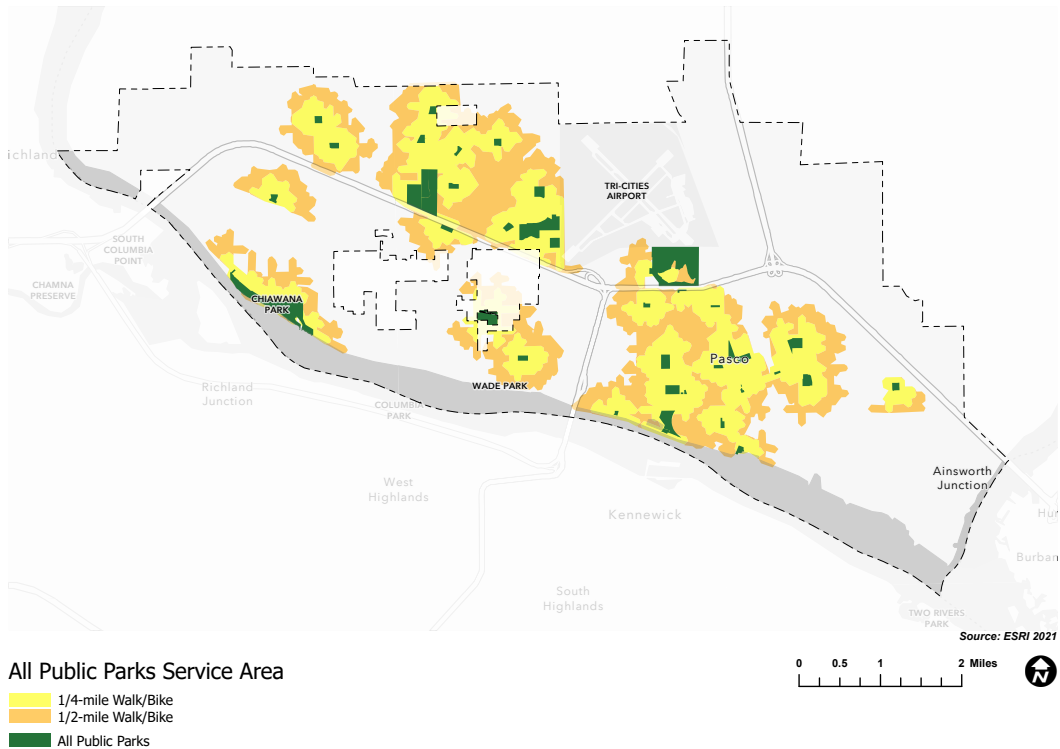 TRI-CITIES
AIRPORT
SOUTH
COLUMBIA
POINT
CHAMNA
PRESERVE
CHIAWANA
PARK
Pasco
Richland
Junction
WADE PARK
COLUMBIA
PARK
West
Highlands
Kennewick
Ainsworth
Junction
South
Highlands
TWO RIVERS
PARK
Source: ESRI 2021
All Public Parks Service Area
0 0.5 1 2 Miles
N
1/4-mile Walk/Bike
1/2-mile Walk/Bike
All Public Parks